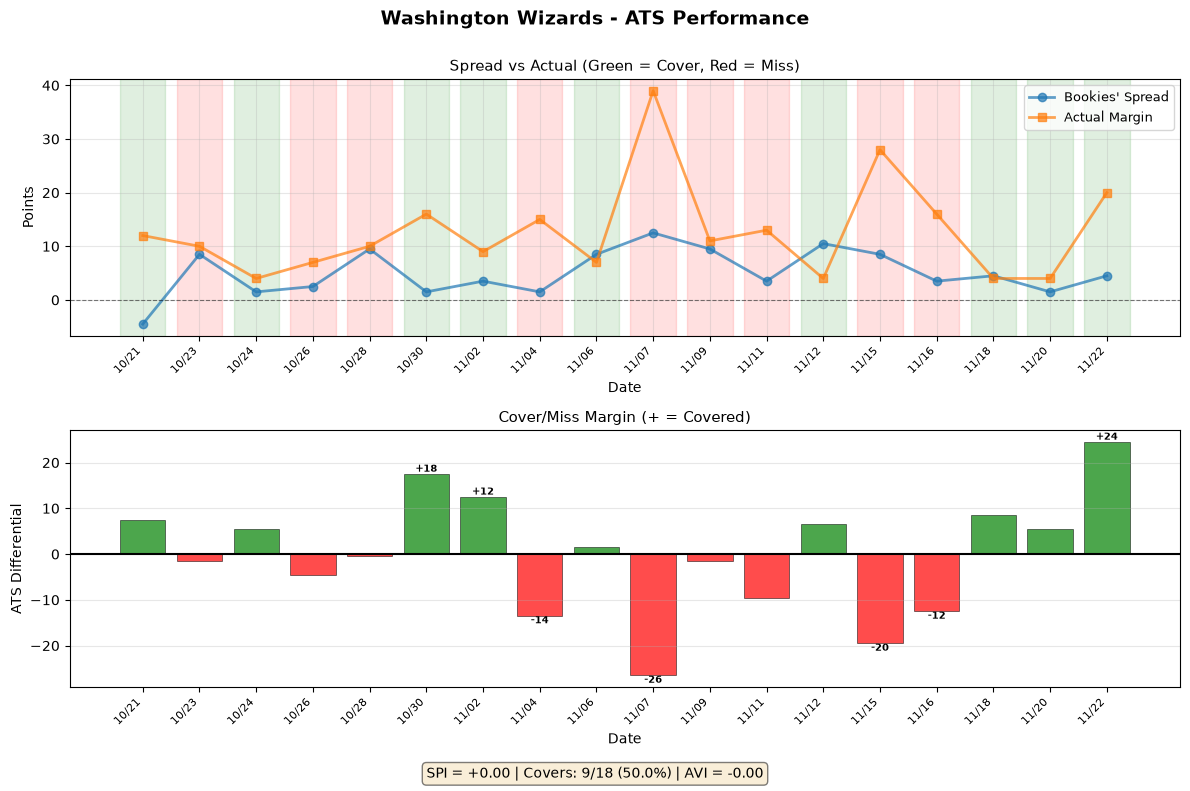 Washington Wizards - ATS Performance
Spread vs Actual (Green = Cover, Red = Miss)
Points
40
30
20
10
0
Bookies' Spread
Actual Margin
10/21 10/23 10/24 10/26 10/28 10/30 11/02 11/04 11/06 11/07 11/09 11/11 11/12 11/15 11/16 11/18 11/20 11/22
Date
Cover/Miss Margin (+ = Covered)
ATS Differential
20
10
0
−10
−20
+18
+12
-14
-26
-20
-12
+24
10/21 10/23 10/24 10/26 10/28 10/30 11/02 11/04 11/06 11/07 11/09 11/11 11/12 11/15 11/16 11/18 11/20 11/22
Date
SPI = +0.00 | Covers: 9/18 (50.0%) | AVI = -0.00